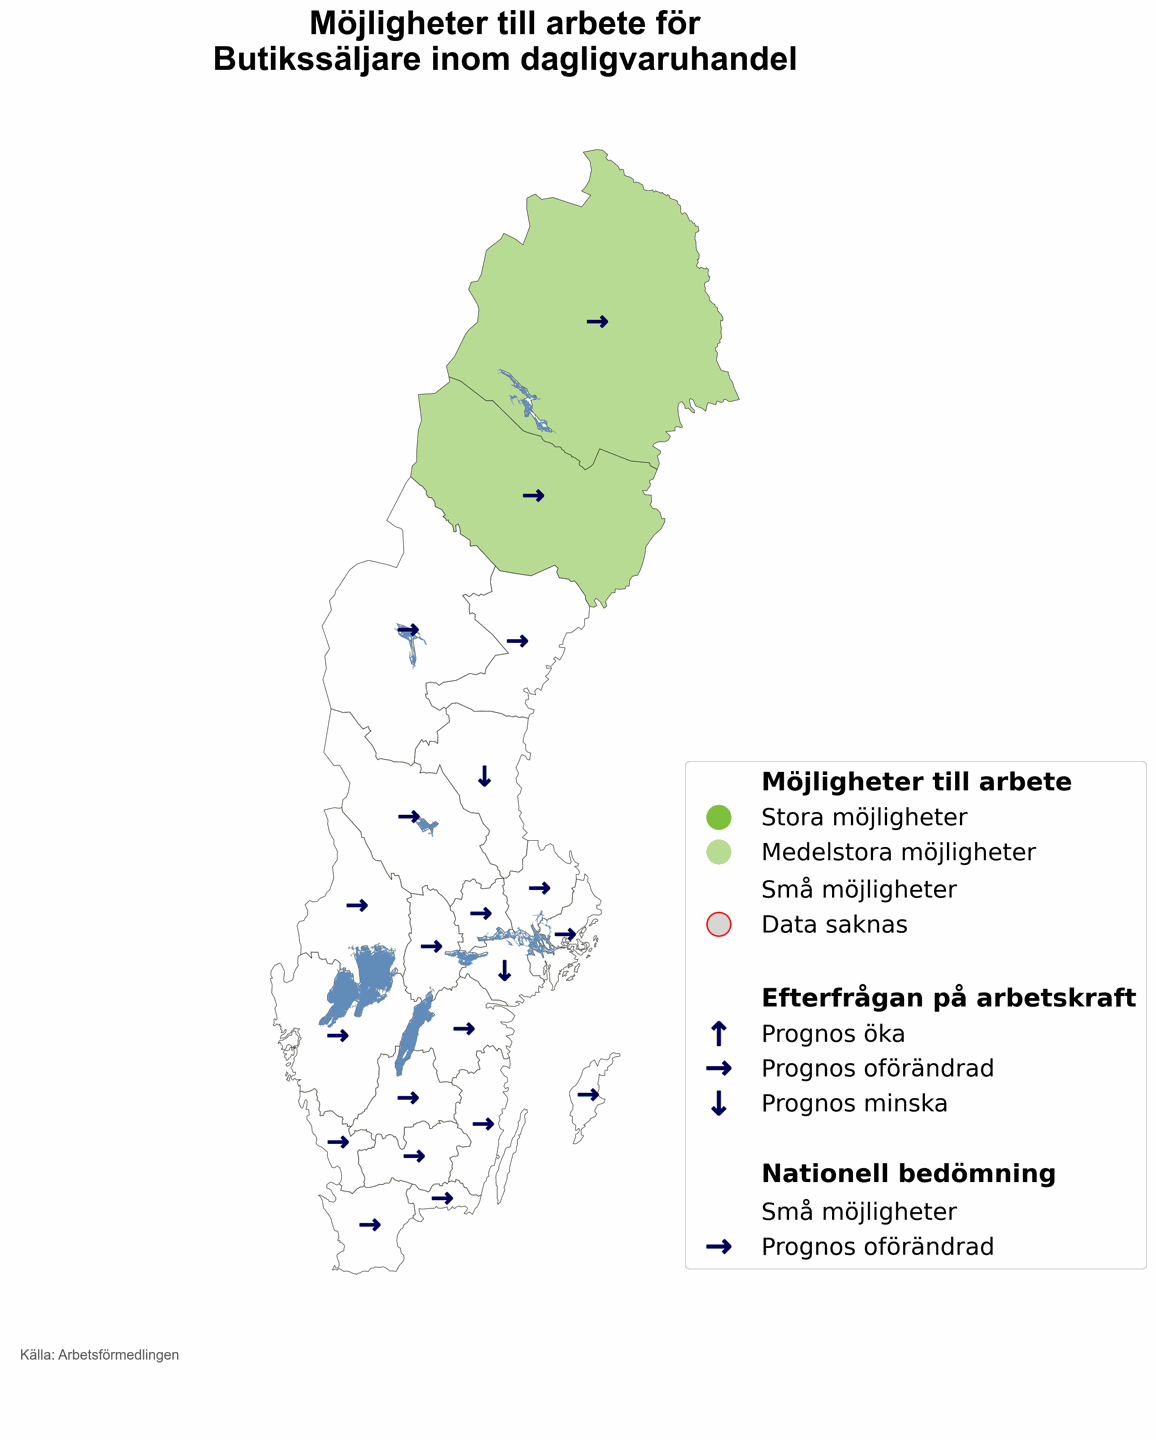 Möjligheter till arbete för
Butikssäljare inom dagligvaruhandel
Möjligheter till arbete
Stora möjligheter
Medelstora möjligheter
Små möjligheter
Data saknas
Efterfrågan på arbetskraft
Prognos öka
Prognos oförändrad
Prognos minska
Nationell bedömning
Små möjligheter
Prognos oförändrad
Källa: Arbetsförmedlingen